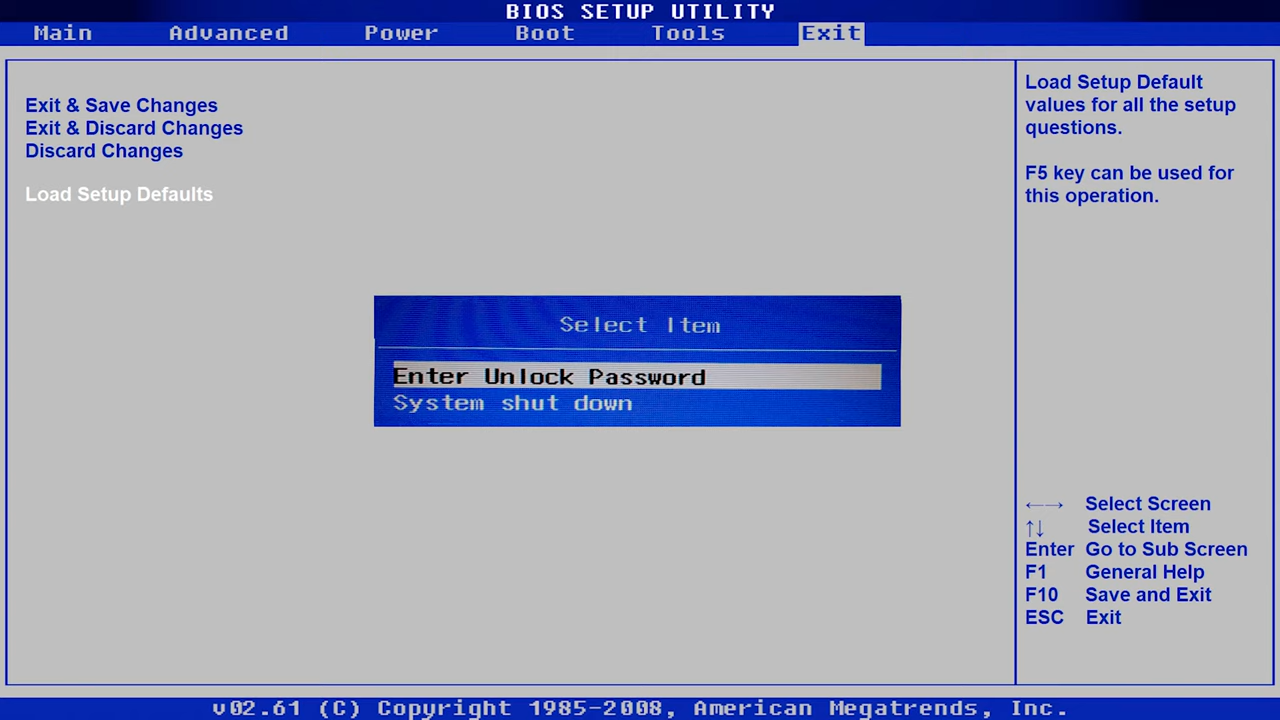 BIOS SETUP UTILITY
Main Advanced Power Boot Tools Exit
Exit & Save Changes
Exit & Discard Changes
Discard Changes
Load Setup Defaults
Select Item
Enter Unlock Password
System shut down
Load Setup Default
values for all the setup
questions.
F5 key can be used for
this operation.
←→ Select Screen
↑↓ Select Item
Enter Go to Sub Screen
F1 General Help
F10 Save and Exit
ESC Exit
v02.61 (C) Copyright 1985-2008, American Megatrends, Inc.